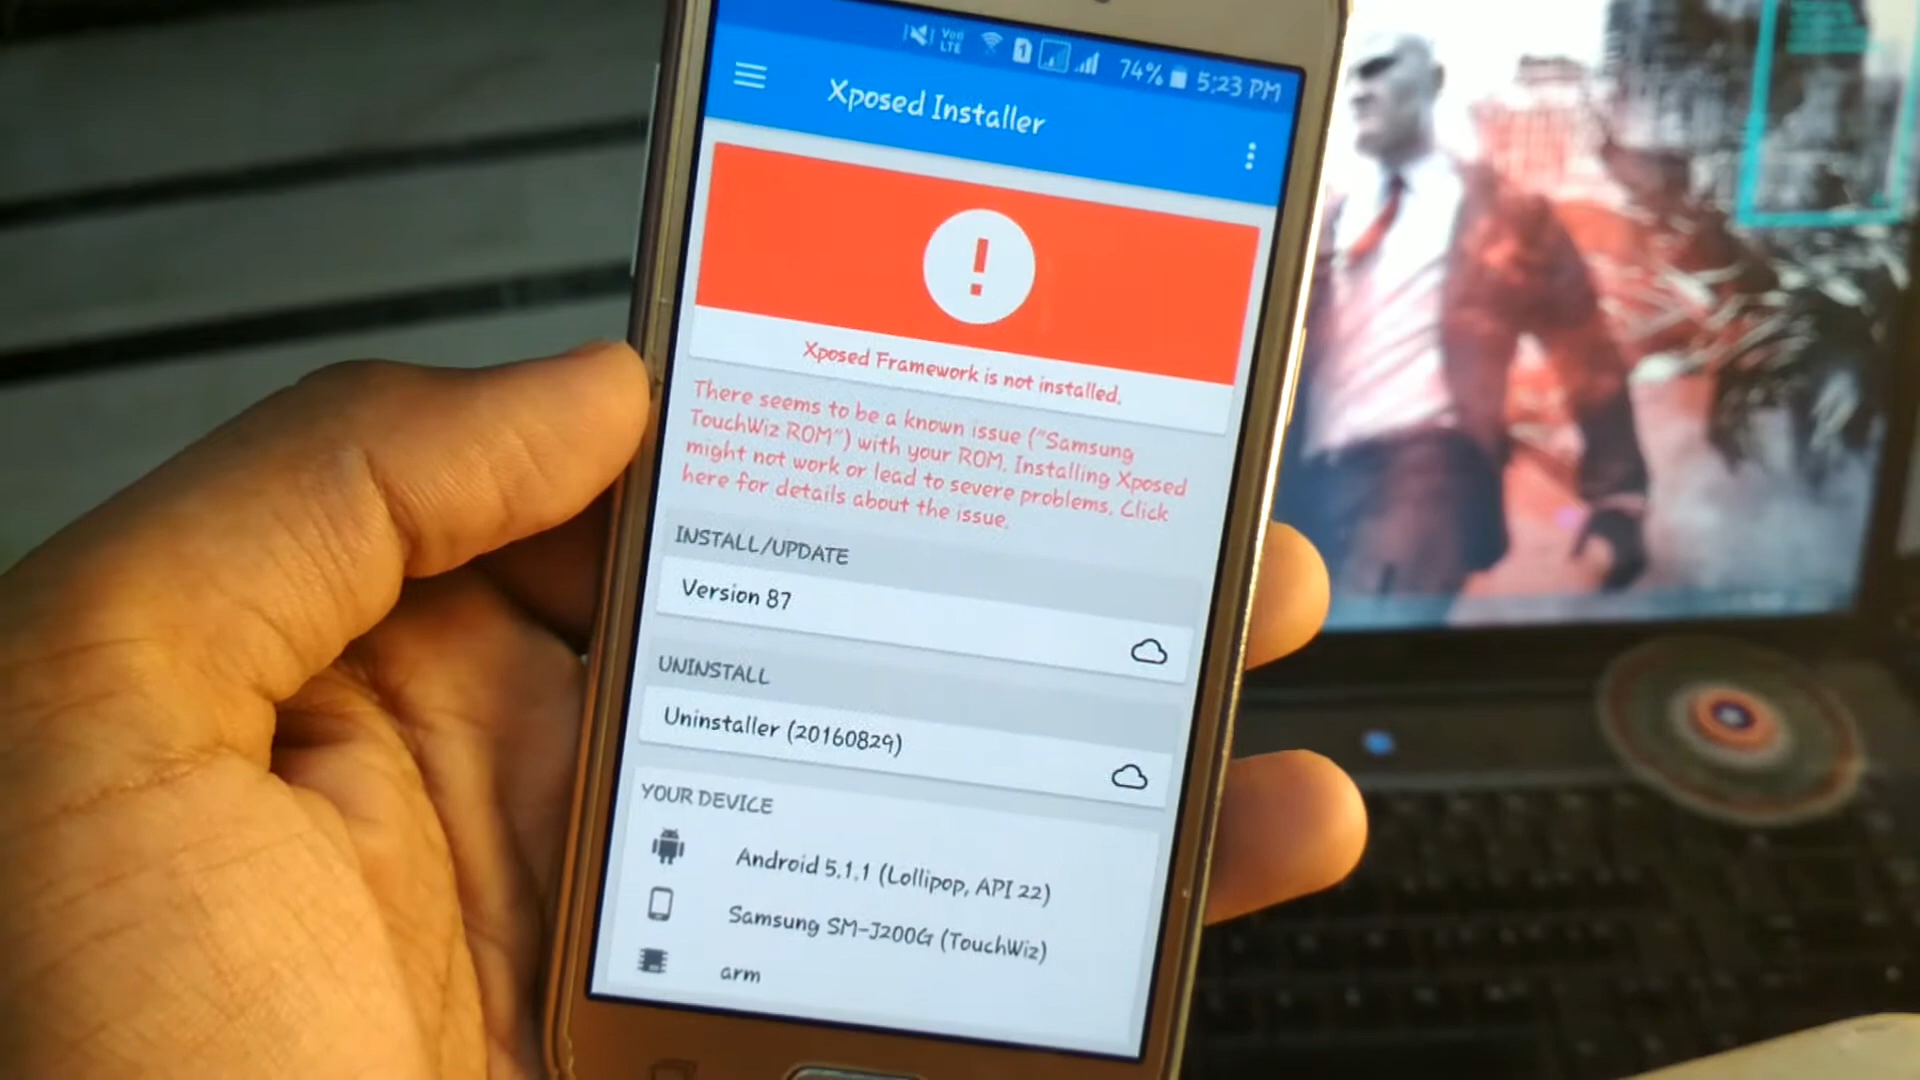 Vo))
LTE
1
74% 5:23 PM
Xposed Installer
!
Xposed Framework is not installed.
There seems to be a known issue ("Samsung
TouchWiz ROM") with your ROM. Installing Xposed
might not work or lead to severe problems. Click
here for details about the issue.
INSTALL/UPDATE
Version 87
UNINSTALL
Uninstaller (20160829)
YOUR DEVICE
Android 5.1.1 (Lollipop, API 22)
Samsung SM-J200G (TouchWiz)
arm